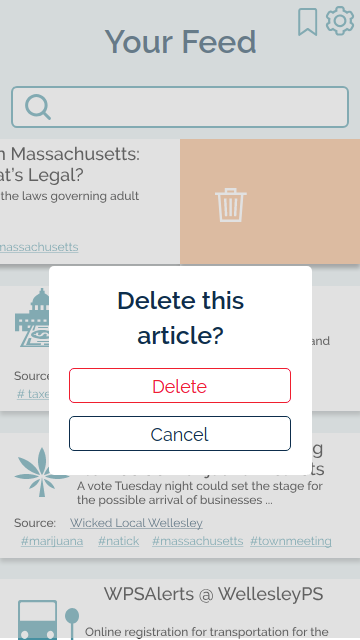 Your Feed
Massachusetts:
at's Legal?
the laws governing adult
massachusetts
Delete this
article?
and
Source
# taxe
Delete
Cancel
A vote Tuesday night could set the stage for
the possible arrival of businesses ...
Source: Wicked Local Wellesley
#marijuana #natick #massachusetts #townmeeting
WPSAlerts @ WellesleyPS
Online registration for transportation for the